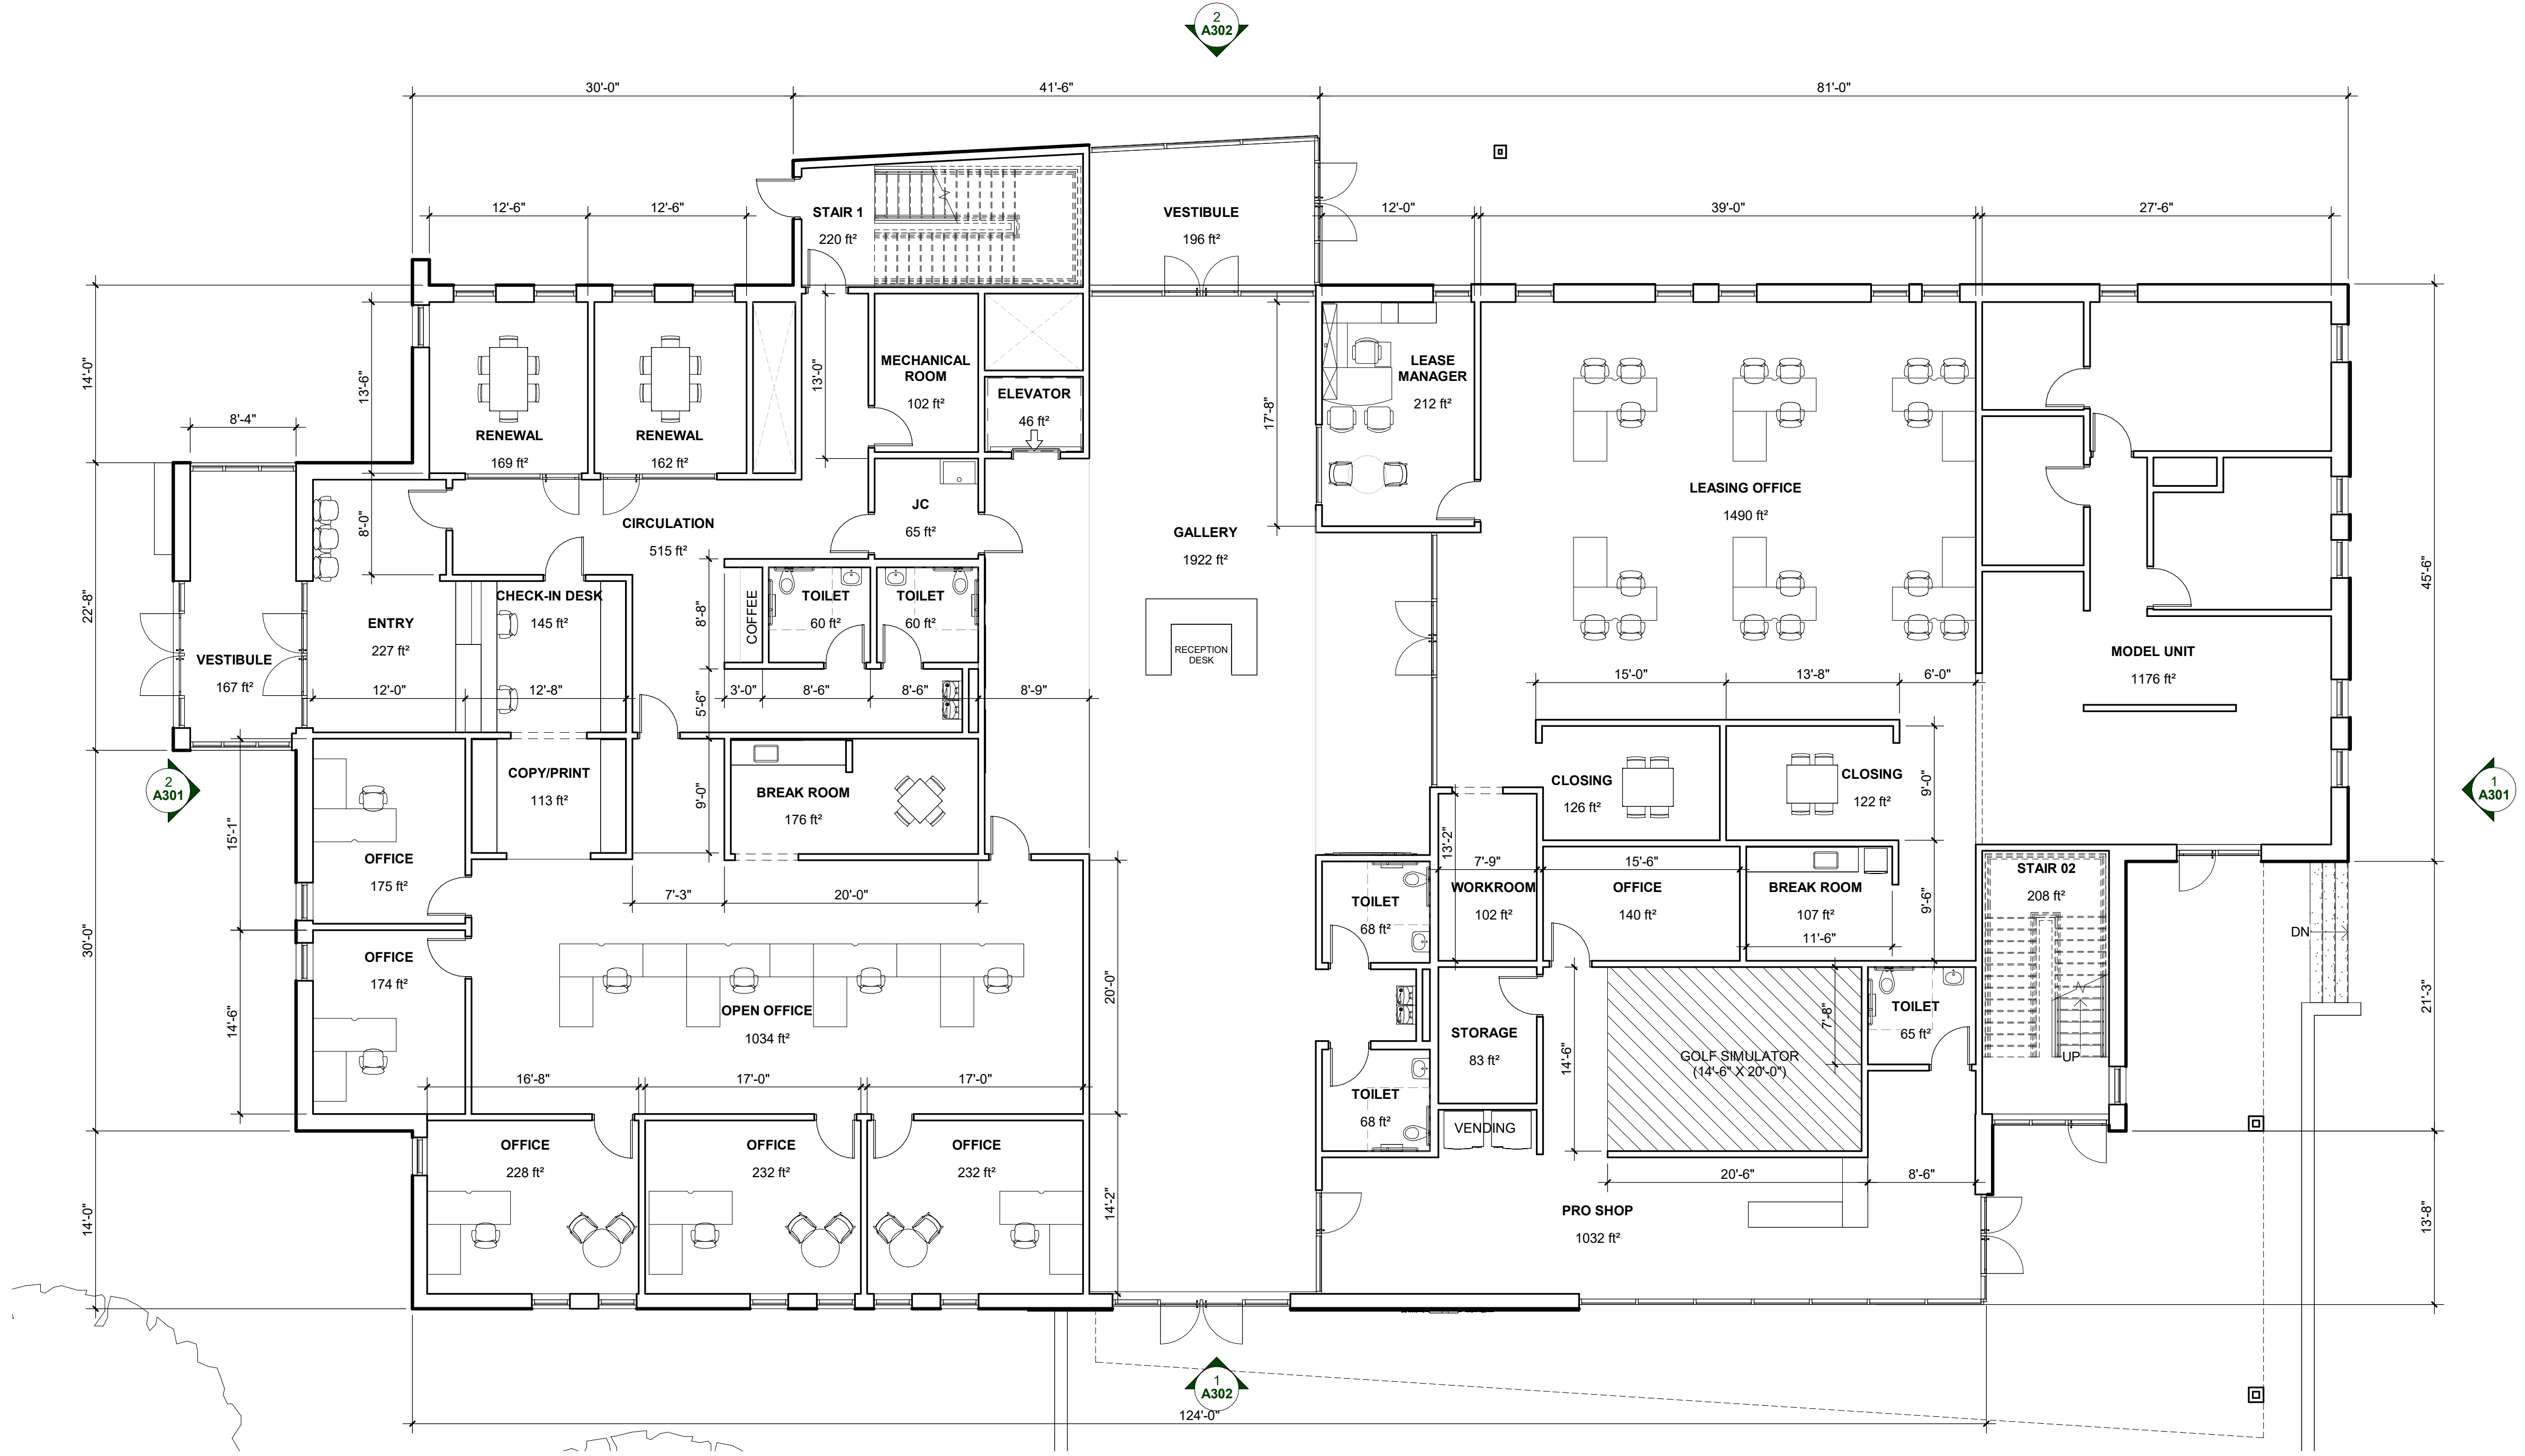 2
A302
30'-0"
41'-6"
81'-0"
12'-6"
12'-6"
STAIR 1
220 ft²
VESTIBULE
196 ft²
12'-0"
39'-0"
27'-6"
14'-0"
13'-6"
13'-0"
MECHANICAL
ROOM
102 ft²
ELEVATOR
46 ft²
17'-8"
LEASE
MANAGER
212 ft²
8'-4"
RENEWAL
169 ft²
RENEWAL
162 ft²
LEASING OFFICE
1490 ft²
8'-0"
CIRCULATION
515 ft²
JC
65 ft²
GALLERY
1922 ft²
45'-6"
22'-8"
CHECK-IN DESK
145 ft²
8'-8"
COFFEE
TOILET
60 ft²
TOILET
60 ft²
ENTRY
227 ft²
VESTIBULE
167 ft²
RECEPTION
DESK
MODEL UNIT
1176 ft²
12'-0"
12'-8"
5'-6"
3'-0"
8'-6"
8'-6"
8'-9"
15'-0"
13'-8"
6'-0"
2
A301
COPY/PRINT
113 ft²
9'-0"
BREAK ROOM
176 ft²
CLOSING
126 ft²
CLOSING
122 ft²
9'-0"
1
A301
15'-1"
OFFICE
175 ft²
13'-2"
7'-9"
15'-6"
WORKROOM
102 ft²
OFFICE
140 ft²
BREAK ROOM
107 ft²
11'-6"
9'-6"
STAIR 02
208 ft²
7'-3"
20'-0"
TOILET
68 ft²
DN
30'-0"
OFFICE
174 ft²
14'-6"
OPEN OFFICE
1034 ft²
20'-0"
STORAGE
83 ft²
14'-6"
GOLF SIMULATOR
(14'-6" X 20'-0")
7'-8"
TOILET
65 ft²
UP
21'-3"
16'-8"
17'-0"
17'-0"
TOILET
68 ft²
VENDING
OFFICE
228 ft²
OFFICE
232 ft²
OFFICE
232 ft²
20'-6"
8'-6"
14'-0"
14'-2"
PRO SHOP
1032 ft²
13'-8"
1
A302
124'-0"